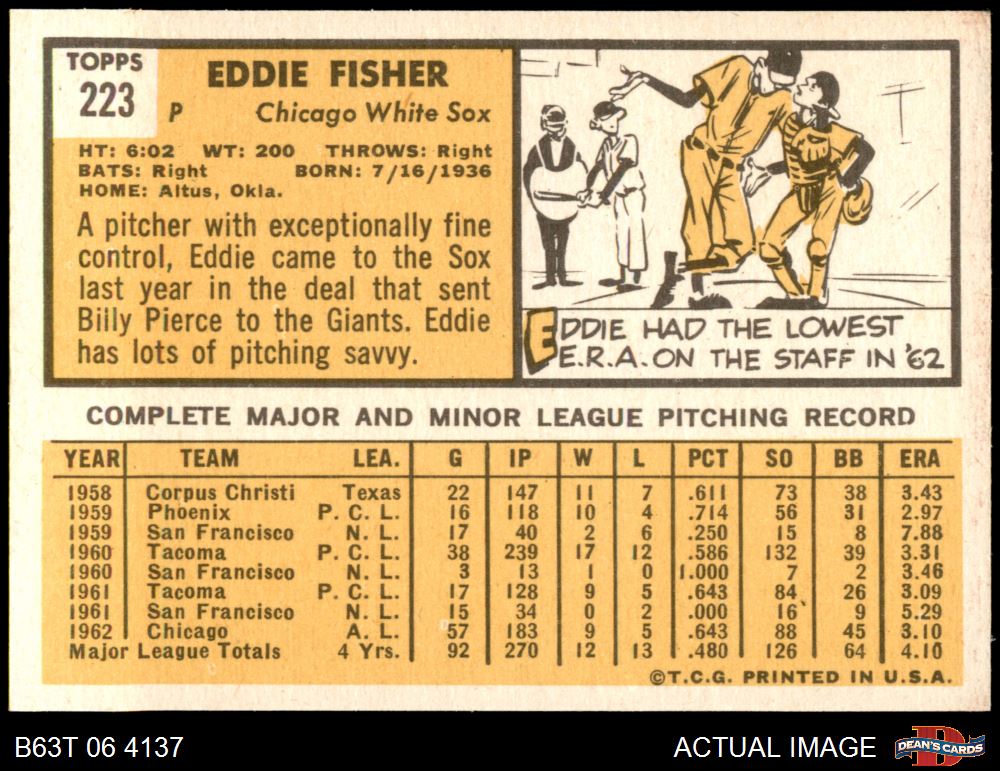 TOPPS
223
EDDIE FISHER
P Chicago White Sox
HT: 6:02 WT: 200 THROWS: Right
BATS: Right BORN: 7/16/1936
HOME: Altus, Okla.
A pitcher with exceptionally fine
control, Eddie came to the Sox
last year in the deal that sent
Billy Pierce to the Giants. Eddie
has lots of pitching savvy.
EDDIE HAD THE LOWEST
E.R.A. ON THE STAFF IN '62
COMPLETE MAJOR AND MINOR LEAGUE PITCHING RECORD
YEAR TEAM LEA. G IP W L PCT SO BB ERA
1958 Corpus Christi Texas 22 147 11 7 .611 73 38 3.43
1959 Phoenix P. C. L. 16 118 10 4 .714 56 31 2.97
1959 San Francisco N. L. 17 40 2 6 .250 15 8 7.88
1960 Tacoma P. C. L. 38 239 17 12 .586 132 39 3.31
1960 San Francisco N. L. 3 13 1 0 1.000 7 2 3.46
1961 Tacoma P. C. L. 17 128 9 5 .643 84 26 3.09
1961 San Francisco N. L. 15 34 0 2 .000 16 9 5.29
1962 Chicago A. L. 57 183 9 5 .643 88 45 3.10
Major League Totals 4 Yrs. 92 270 12 13 .480 126 64 4.10
©T.C.G. PRINTED IN U.S.A.
B63T 06 4137
ACTUAL IMAGE
DEAN'S CARDS